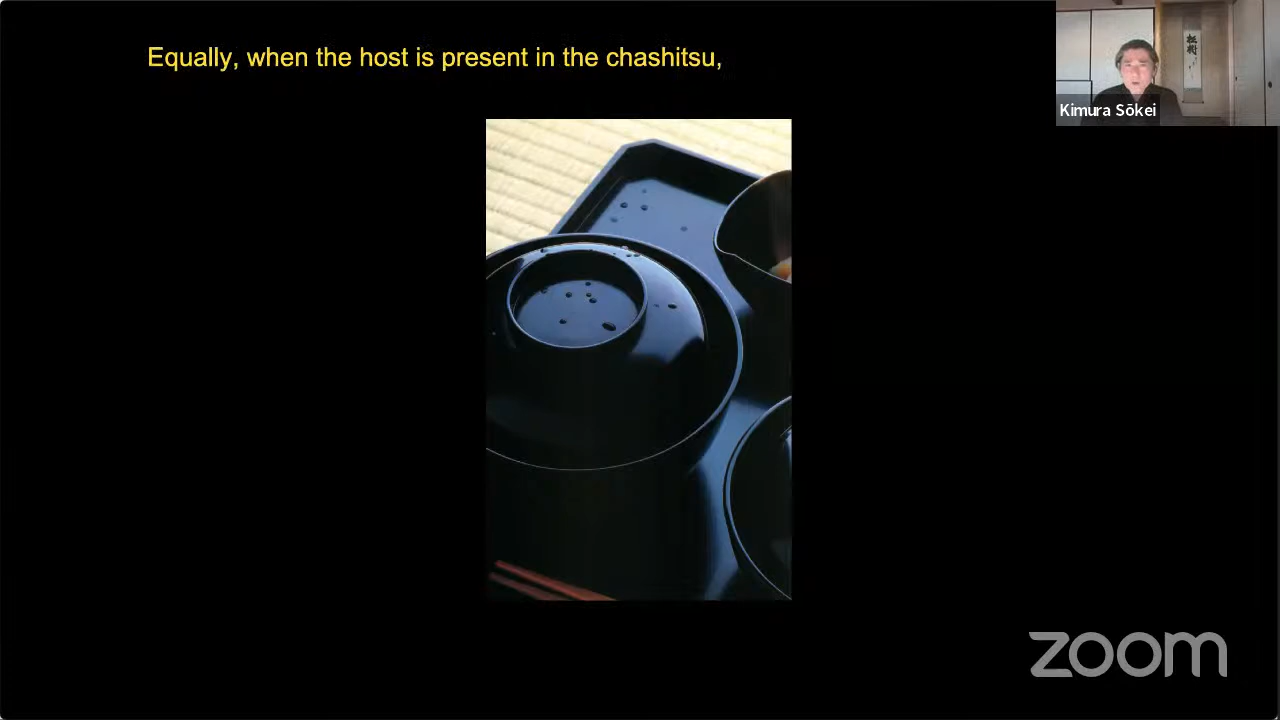 Equally, when the host is present in the chashitsu,
Kimura Sōkei
zoom